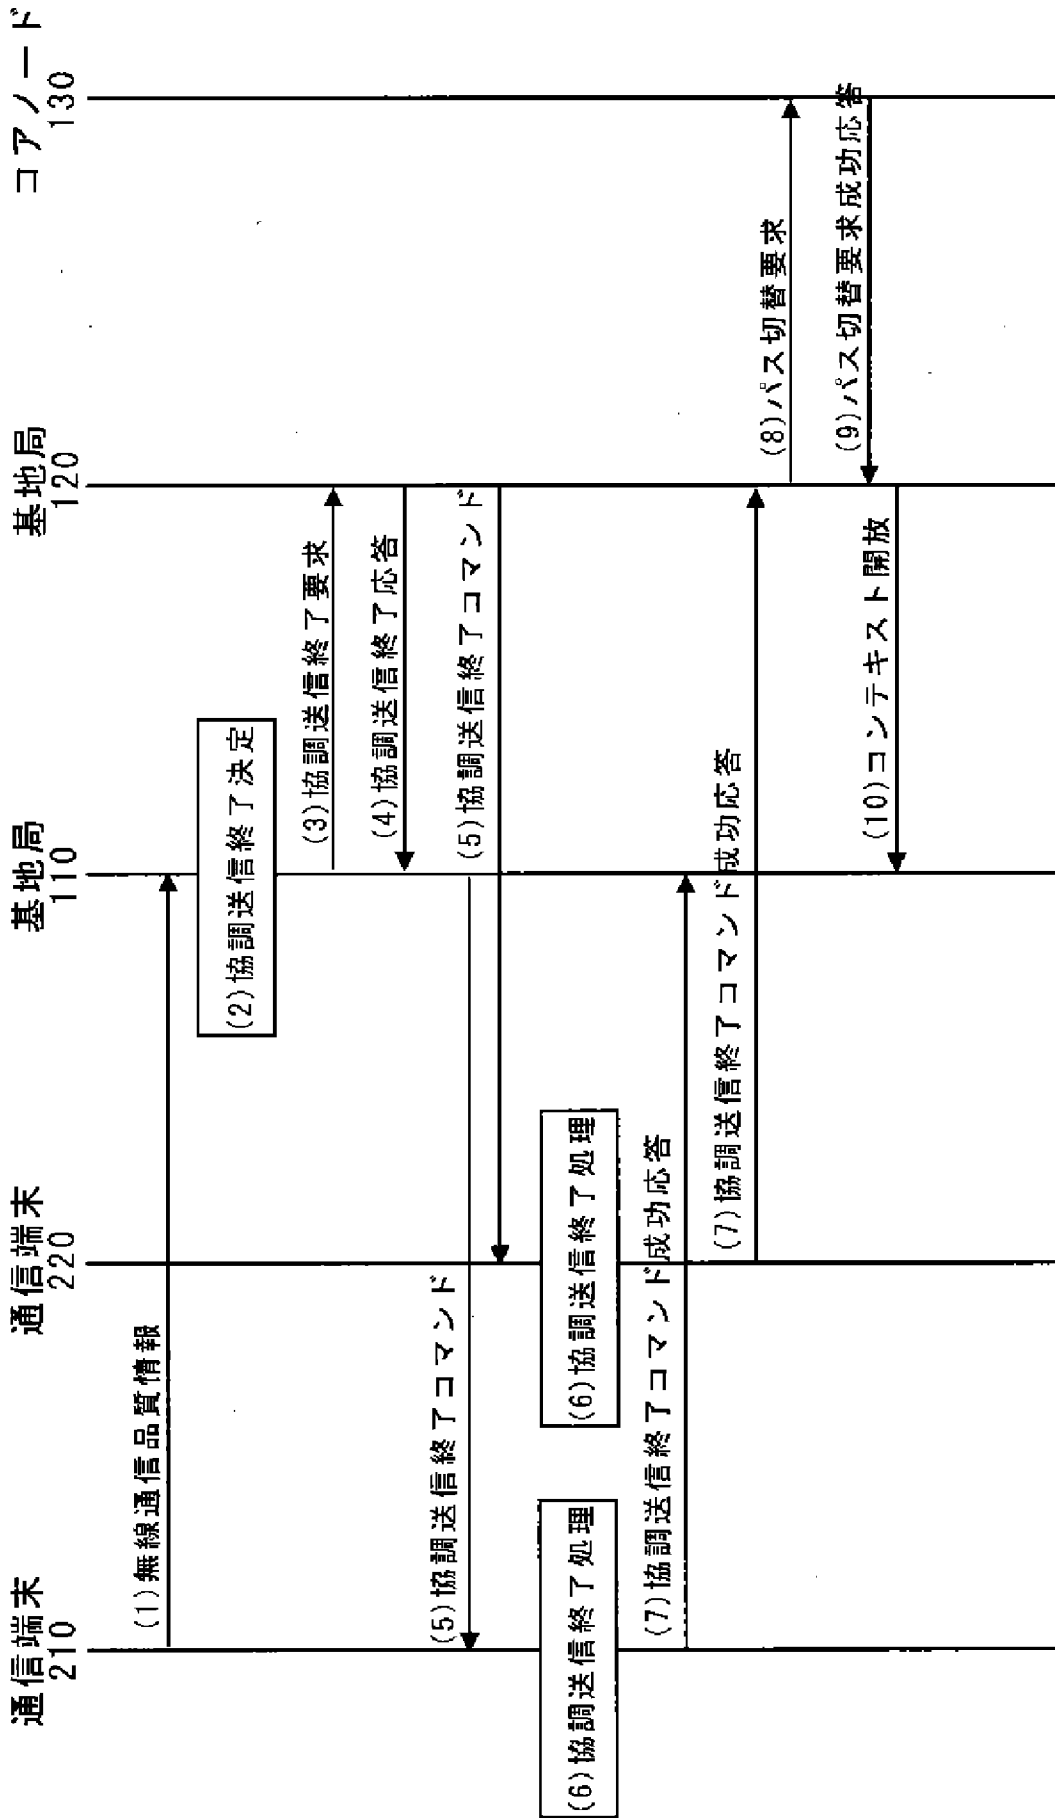 通信端末
210
通信端末
220
基地局
110
基地局
120
コアノード
130
(1)無線通信品質情報
(2)協調送信終了決定
(3)協調送信終了要求
(4)協調送信終了応答
(5)協調送信終了コマンド
(5)協調送信終了コマンド
(6)協調送信終了処理
(6)協調送信終了処理
(7)協調送信終了コマンド成功応答
(7)協調送信終了コマンド成功応答
(8)パス切替要求
(9)パス切替要求成功応答
(10)コンテキスト開放